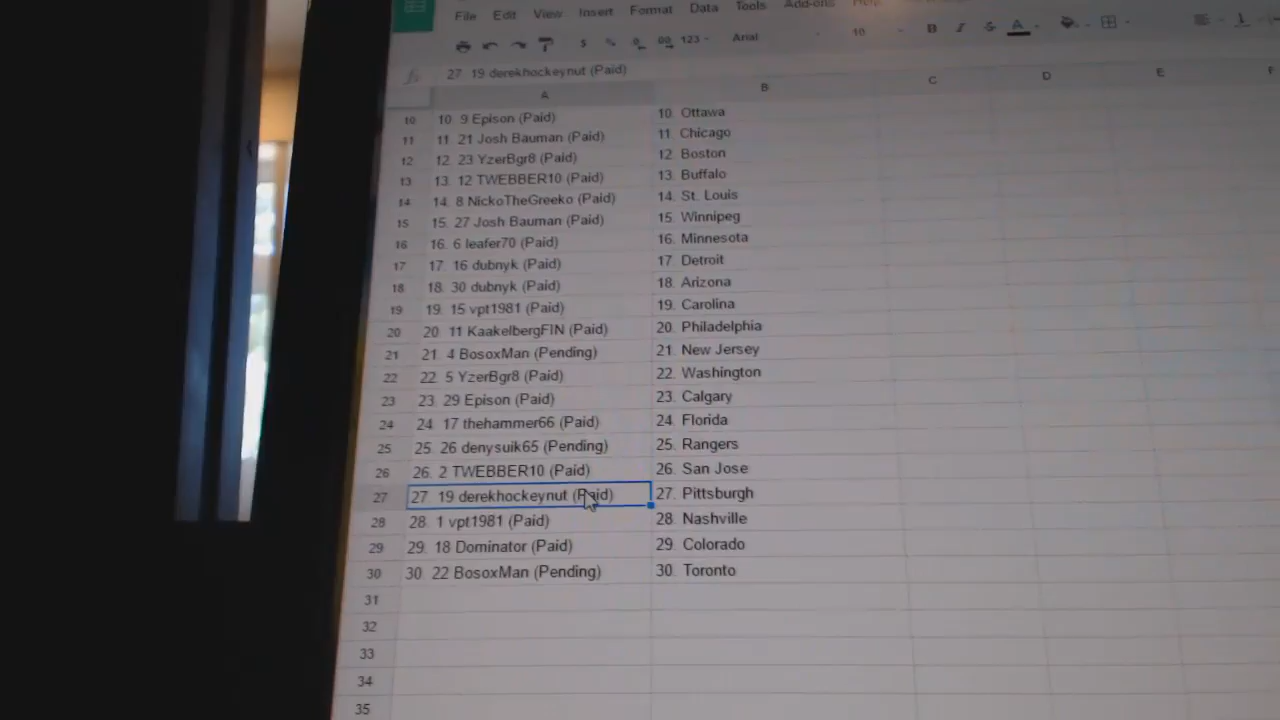 File Edit View Insert Format Data Tools Add-ons Help
$ % .0 .00 123 Arial 10 B I S A
fx 27 19 derekhockeynut (Paid)
A B C D E F
10 10 9 Epison (Paid) 10. Ottawa
11 11 21 Josh Bauman (Paid) 11. Chicago
12 12. 23 YzerBgr8 (Paid) 12 Boston
13 13. 12 TWEBBER10 (Paid) 13. Buffalo
14 14. 8 NickoTheGreeko (Paid) 14. St. Louis
15 15. 27 Josh Bauman (Paid) 15. Winnipeg
16 16. 6 leafer70 (Paid) 16. Minnesota
17 17. 16 dubnyk (Paid) 17. Detroit
18 18. 30 dubnyk (Paid) 18. Arizona
19 19. 15 vpt1981 (Paid) 19. Carolina
20 20. 11 KaakelbergFIN (Paid) 20. Philadelphia
21 21. 4 BosoxMan (Pending) 21. New Jersey
22 22. 5 YzerBgr8 (Paid) 22. Washington
23 23. 29 Epison (Paid) 23. Calgary
24 24. 17 thehammer66 (Paid) 24. Florida
25 25. 26 denysuik65 (Pending) 25. Rangers
26 26. 2 TWEBBER10 (Paid) 26. San Jose
27 27. 19 derekhockeynut (Paid) 27. Pittsburgh
28 28. 1 vpt1981 (Paid) 28. Nashville
29 29. 18 Dominator (Paid) 29. Colorado
30 30. 22 BosoxMan (Pending) 30. Toronto
31
32
33
34
35